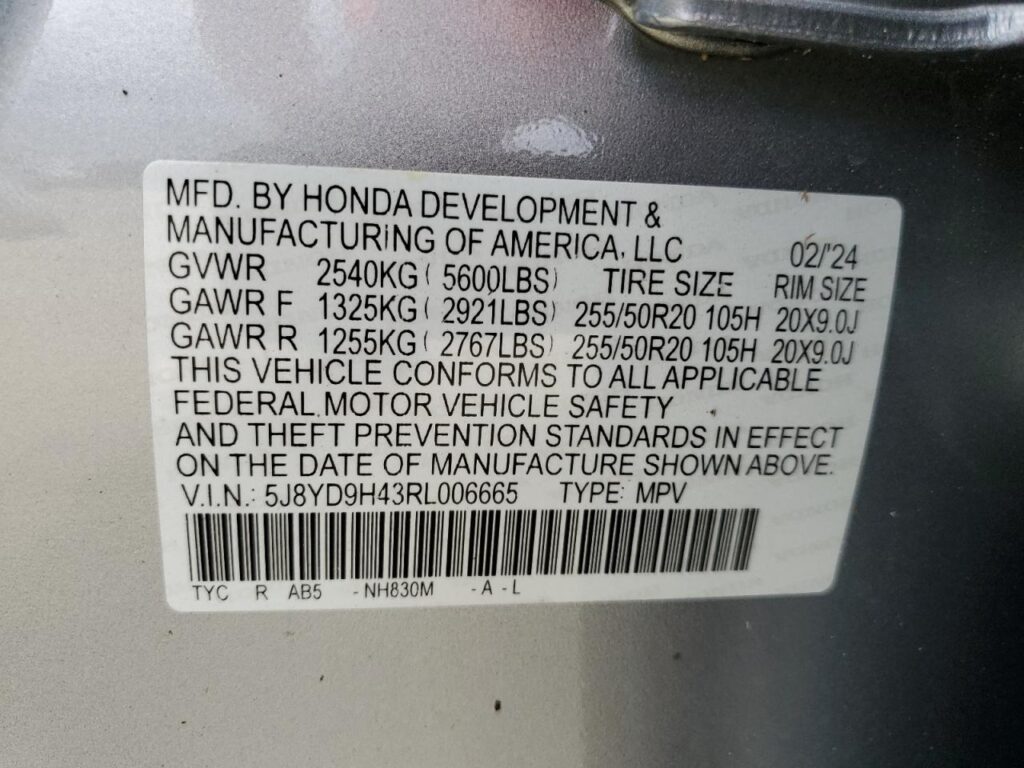 MFD. BY HONDA DEVELOPMENT &
MANUFACTURING OF AMERICA, LLC 02/'24
GVWR 2540KG ( 5600LBS) TIRE SIZE RIM SIZE
GAWR F 1325KG ( 2921LBS) 255/50R20 105H 20X9.0J
GAWR R 1255KG ( 2767LBS) 255/50R20 105H 20X9.0J
THIS VEHICLE CONFORMS TO ALL APPLICABLE
FEDERAL MOTOR VEHICLE SAFETY
AND THEFT PREVENTION STANDARDS IN EFFECT
ON THE DATE OF MANUFACTURE SHOWN ABOVE.
V.I.N.: 5J8YD9H43RL006665 TYPE: MPV
TYC R AB5 - NH830M - A - L